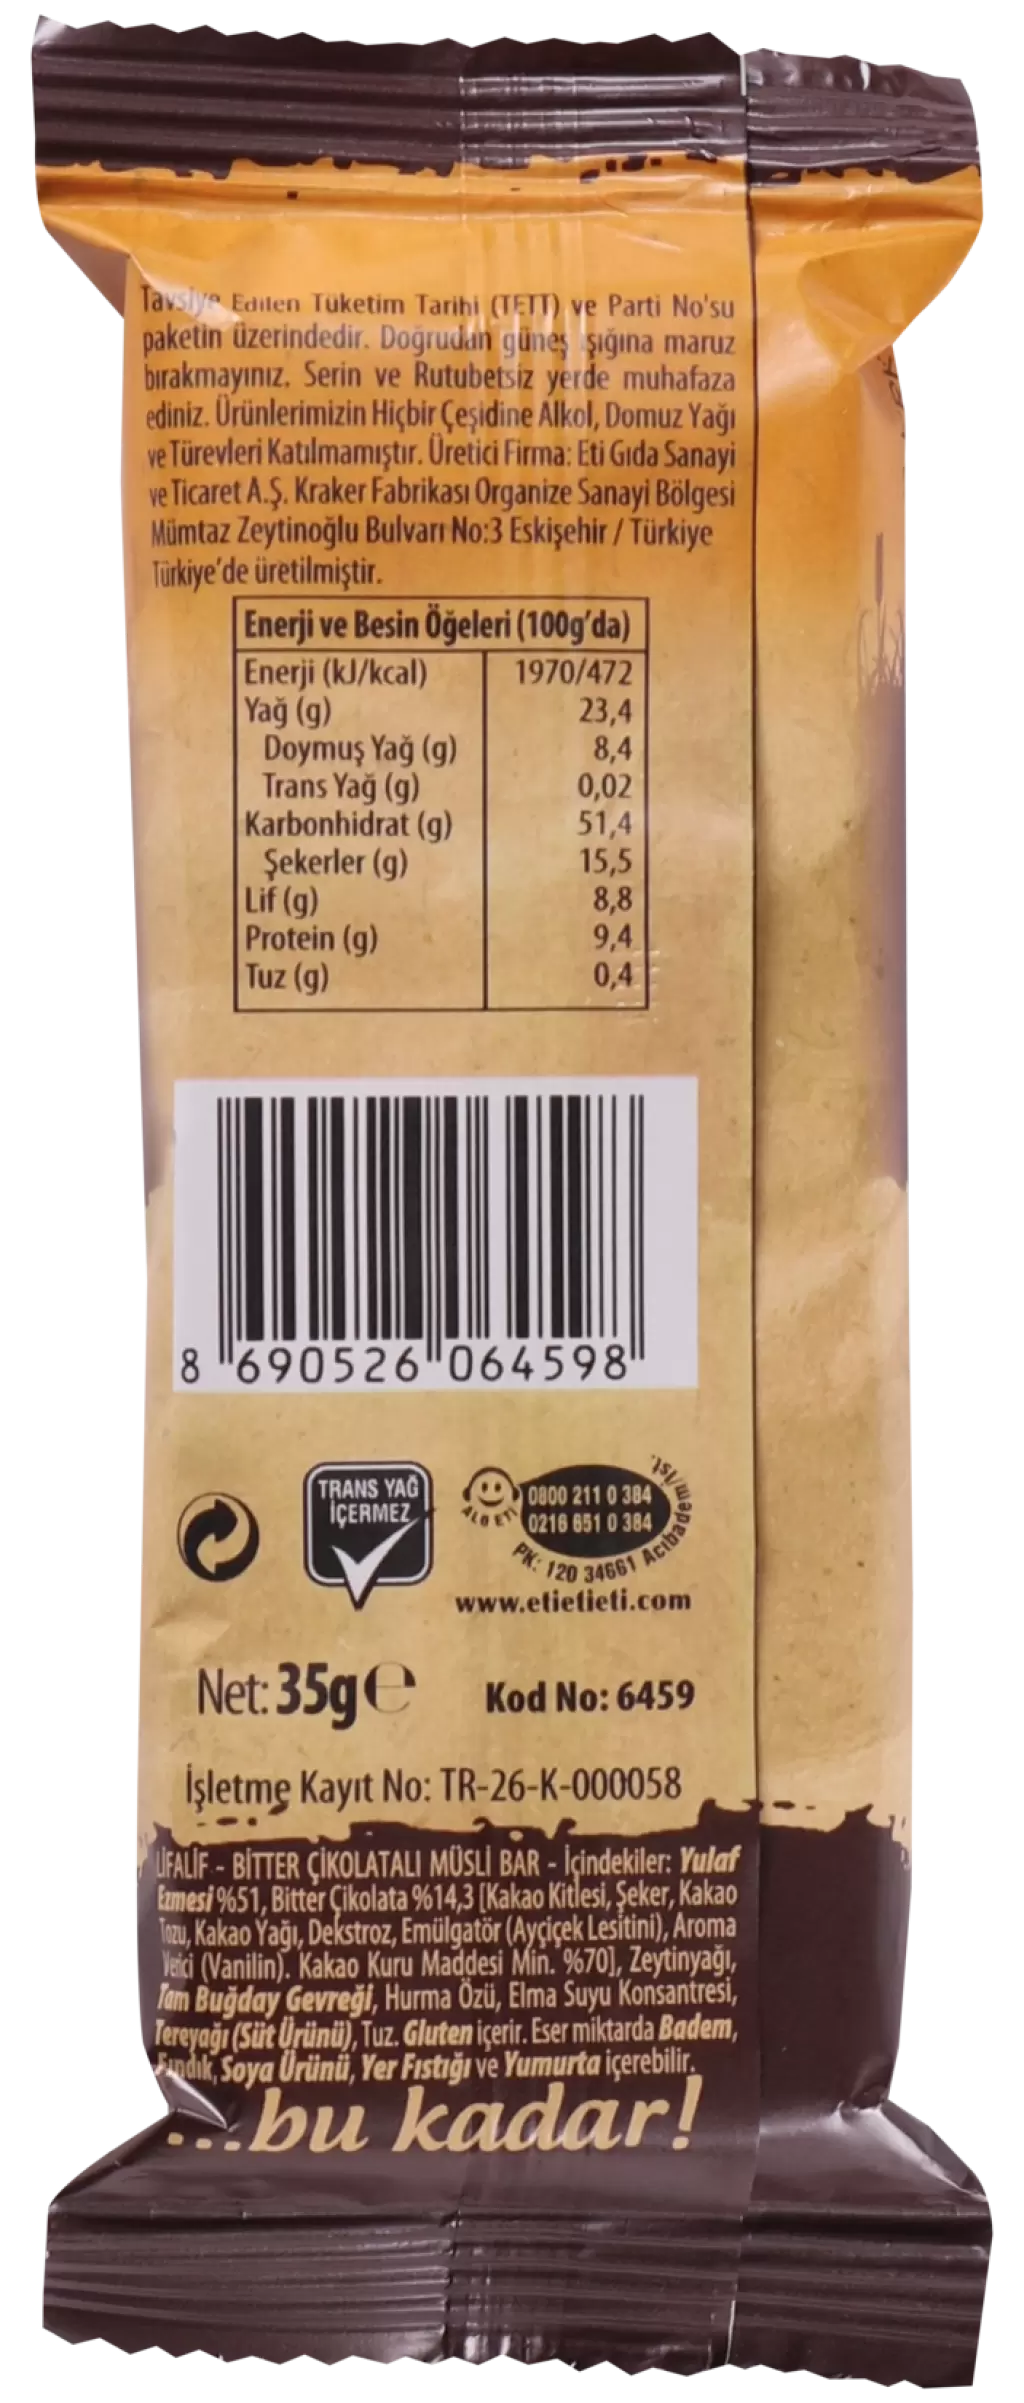 Tavsiye Edilen Tüketim Tarihi (TETT) ve Parti No'su
paketin üzerindedir. Doğrudan güneş ışığına maruz
bırakmayınız. Serin ve Rutubetsiz yerde muhafaza
ediniz. Ürünlerimizin Hiçbir Çeşidine Alkol, Domuz Yağı
ve Türevleri Katılmamıştır. Üretici Firma: Eti Gıda Sanayi
ve Ticaret A.Ş. Kraker Fabrikası Organize Sanayi Bölgesi
Mümtaz Zeytinoğlu Bulvarı No:3 Eskişehir / Türkiye
Türkiye'de üretilmiştir.
Enerji ve Besin Öğeleri (100g'da)
Enerji (kJ/kcal) 1970/472
Yağ (g) 23,4
Doymuş Yağ (g) 8,4
Trans Yağ (g) 0,02
Karbonhidrat (g) 51,4
Şekerler (g) 15,5
Lif (g) 8,8
Protein (g) 9,4
Tuz (g) 0,4
8 690526 064598
TRANS YAĞ
İÇERMEZ
ALO ETİ
0800 211 0 384
0216 651 0 384
PK: 120 34661 Acıbadem/İst.
www.etietieti.com
Net: 35g e
Kod No: 6459
İşletme Kayıt No: TR-26-K-000058
LİFALİF - BİTTER ÇİKOLATALI MÜSLİ BAR - İçindekiler: Yulaf
Ezmesi %51, Bitter Çikolata %14,3 [Kakao Kitlesi, Şeker, Kakao
Tozu, Kakao Yağı, Dekstroz, Emülgatör (Ayçiçek Lesitini), Aroma
Verici (Vanilin). Kakao Kuru Maddesi Min. %70], Zeytinyağı,
Tam Buğday Gevreği, Hurma Özü, Elma Suyu Konsantresi,
Tereyağı (Süt Ürünü), Tuz. Gluten içerir. Eser miktarda Badem,
Fındık, Soya Ürünü, Yer Fıstığı ve Yumurta içerebilir.
...bu kadar!